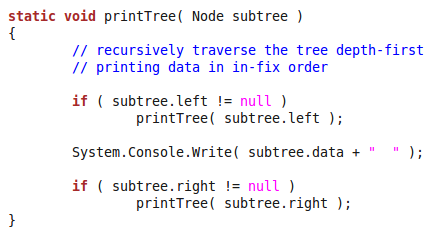 static void printTree( Node subtree )
{
        // recursively traverse the tree depth-first
        // printing data in in-fix order

        if ( subtree.left != null )
                printTree( subtree.left );

        System.Console.Write( subtree.data + "  " );

        if ( subtree.right != null )
                printTree( subtree.right );
}